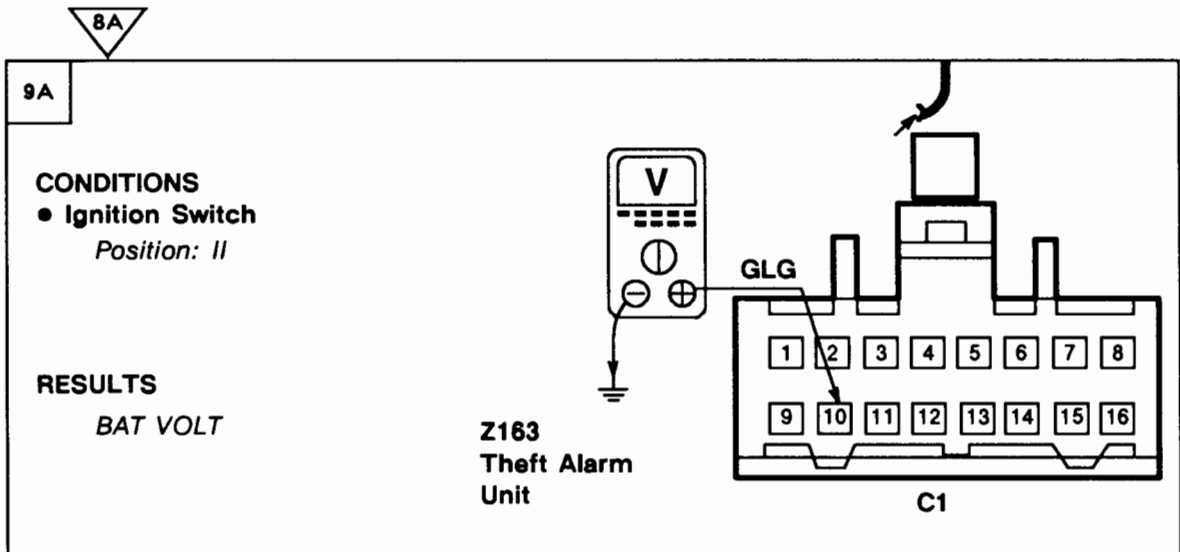 8A
9A
CONDITIONS
● Ignition Switch
Position: II
RESULTS
BAT VOLT
V
GLG
1 2 3 4 5 6 7 8
9 10 11 12 13 14 15 16
Z163
Theft Alarm
Unit
C1